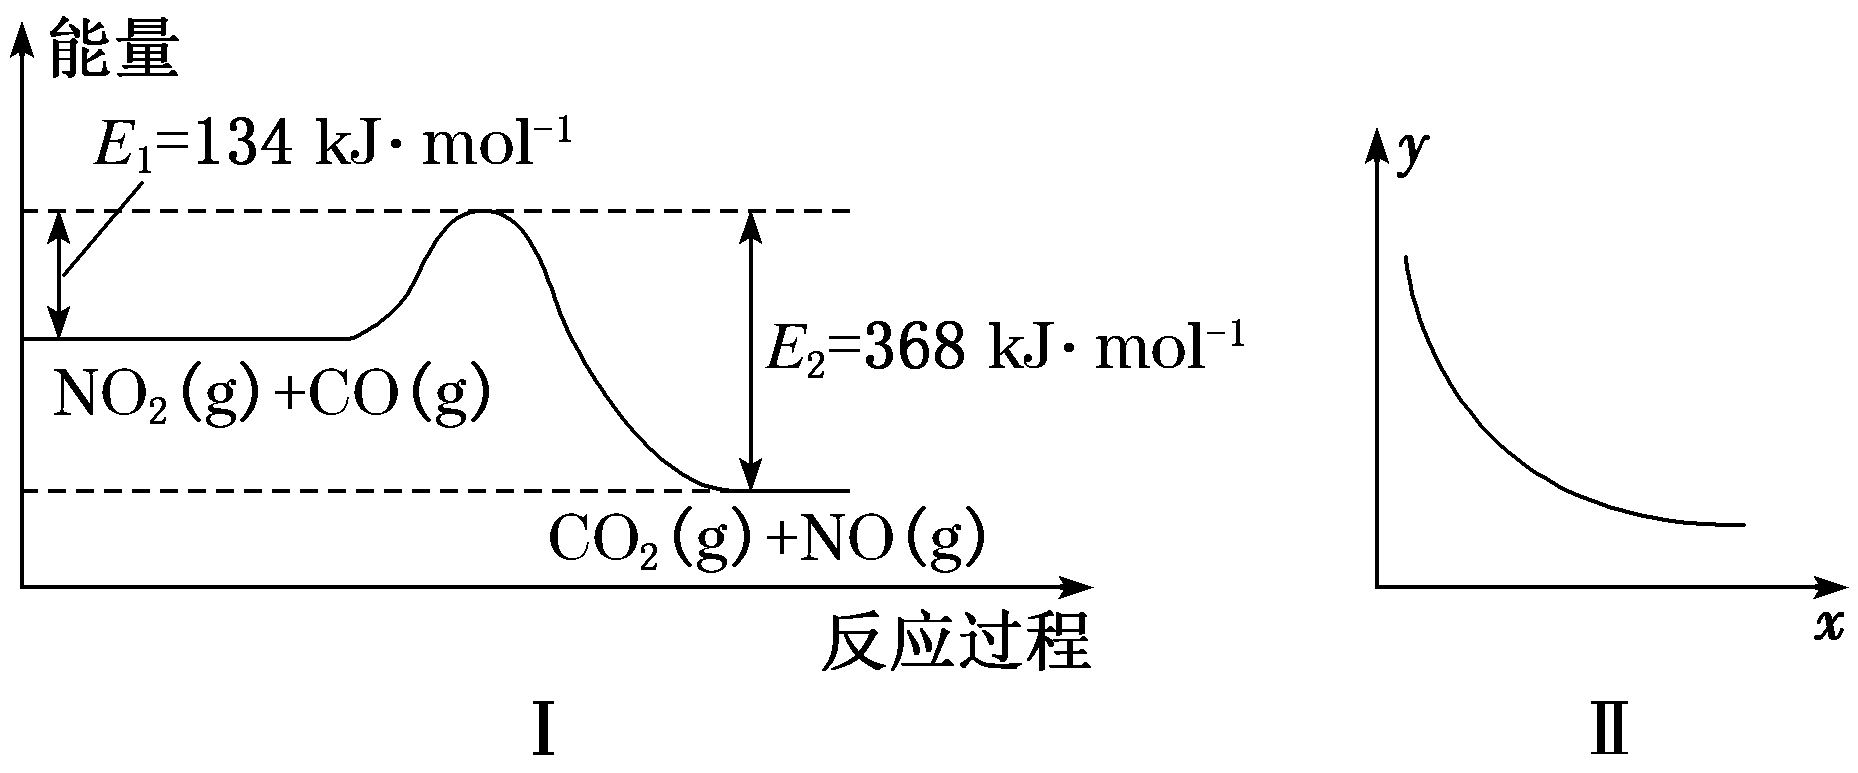 能量
E₁=134 kJ·mol⁻¹
E₂=368 kJ·mol⁻¹
NO₂(g)+CO(g)
CO₂(g)+NO(g)
反应过程
Ⅰ
y
x
Ⅱ